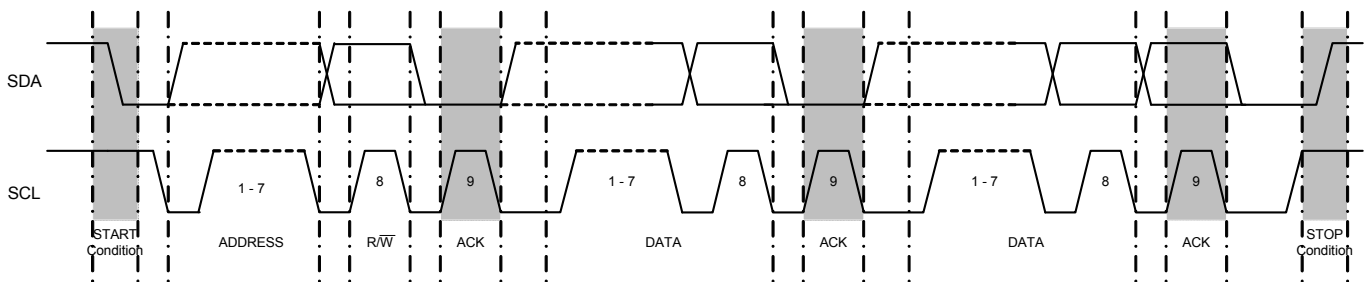 SDA
SCL
1 - 7
8
9
1 - 7
8
9
1 - 7
8
9
START
Condition
ADDRESS
R/W̅
ACK
DATA
ACK
DATA
ACK
STOP
Condition